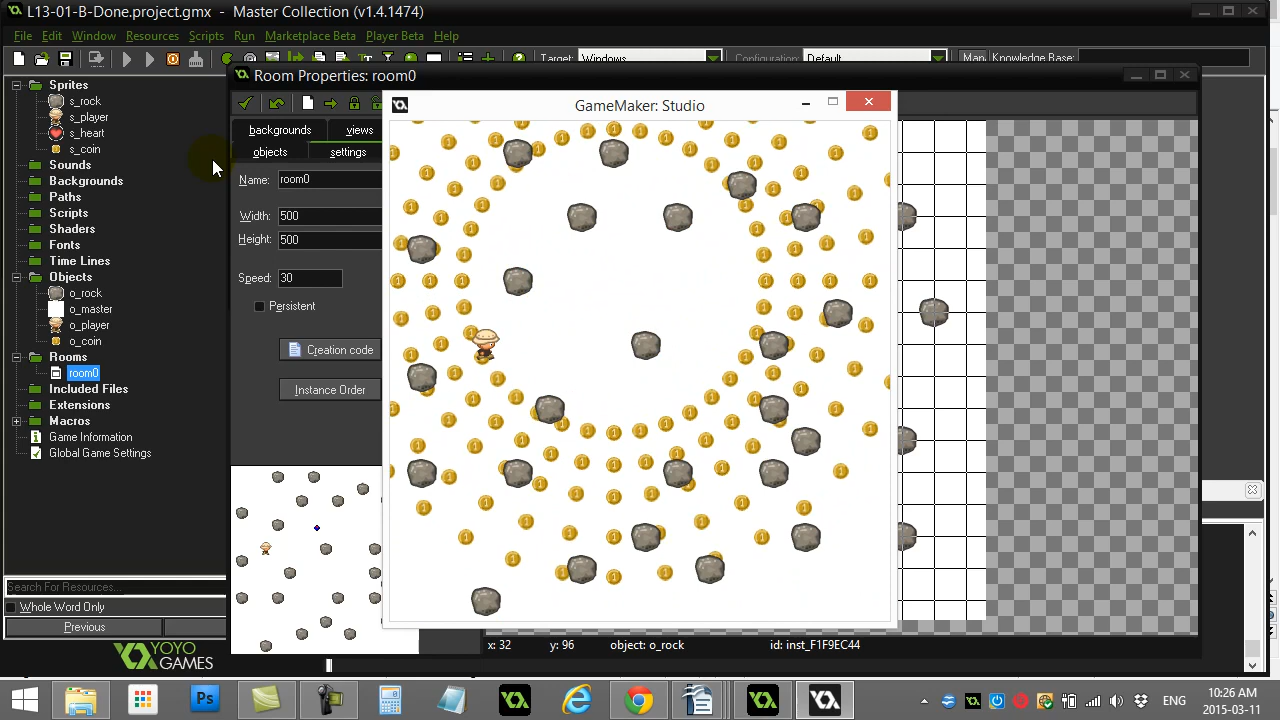 L13-01-B-Done.project.gmx - Master Collection (v1.4.1474)
File Edit Window Resources Scripts Run Marketplace Beta Player Beta Help
Target: Windows Configuration: Default Man Knowledge Base:
Sprites
s_rock
s_player
s_heart
s_coin
Sounds
Backgrounds
Paths
Scripts
Shaders
Fonts
Time Lines
Objects
o_rock
o_master
o_player
o_coin
Rooms
room0
Included Files
Extensions
Macros
Game Information
Global Game Settings
Search For Resources...
Whole Word Only
Previous
YOYO
GAMES
Room Properties: room0
backgrounds views
objects settings
Name: room0
Width: 500
Height: 500
Speed: 30
Persistent
Creation code
Instance Order
GameMaker: Studio
x: 32 y: 96 object: o_rock id: inst_F1F9EC44
Ps
ENG
10:26 AM
2015-03-11